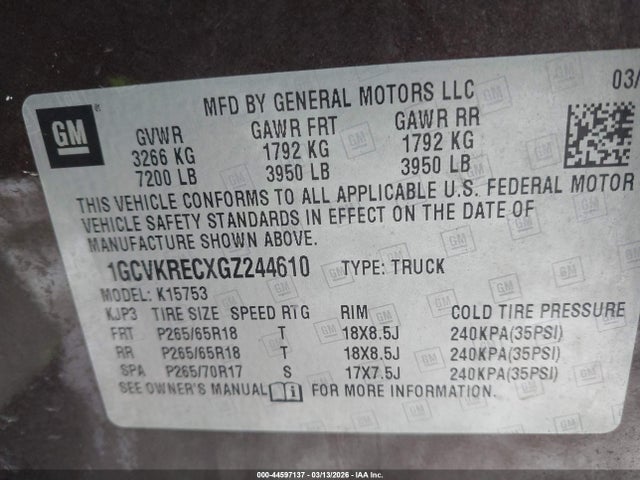 MFD BY GENERAL MOTORS LLC 03/
GM
GVWR GAWR FRT GAWR RR
3266 KG 1792 KG 1792 KG
7200 LB 3950 LB 3950 LB
THIS VEHICLE CONFORMS TO ALL APPLICABLE U.S. FEDERAL MOTOR
VEHICLE SAFETY STANDARDS IN EFFECT ON THE DATE OF
MANUFACTURE SHOWN ABOVE.
1GCVKRECXGZ244610 TYPE: TRUCK
MODEL: K15753
KJP3 TIRE SIZE SPEED RTG RIM COLD TIRE PRESSURE
FRT P265/65R18 T 18X8.5J 240KPA(35PSI)
RR P265/65R18 T 18X8.5J 240KPA(35PSI)
SPA P265/70R17 S 17X7.5J 240KPA(35PSI)
SEE OWNER'S MANUAL FOR MORE INFORMATION.
000-44597137 - 03/13/2026 - IAA Inc.